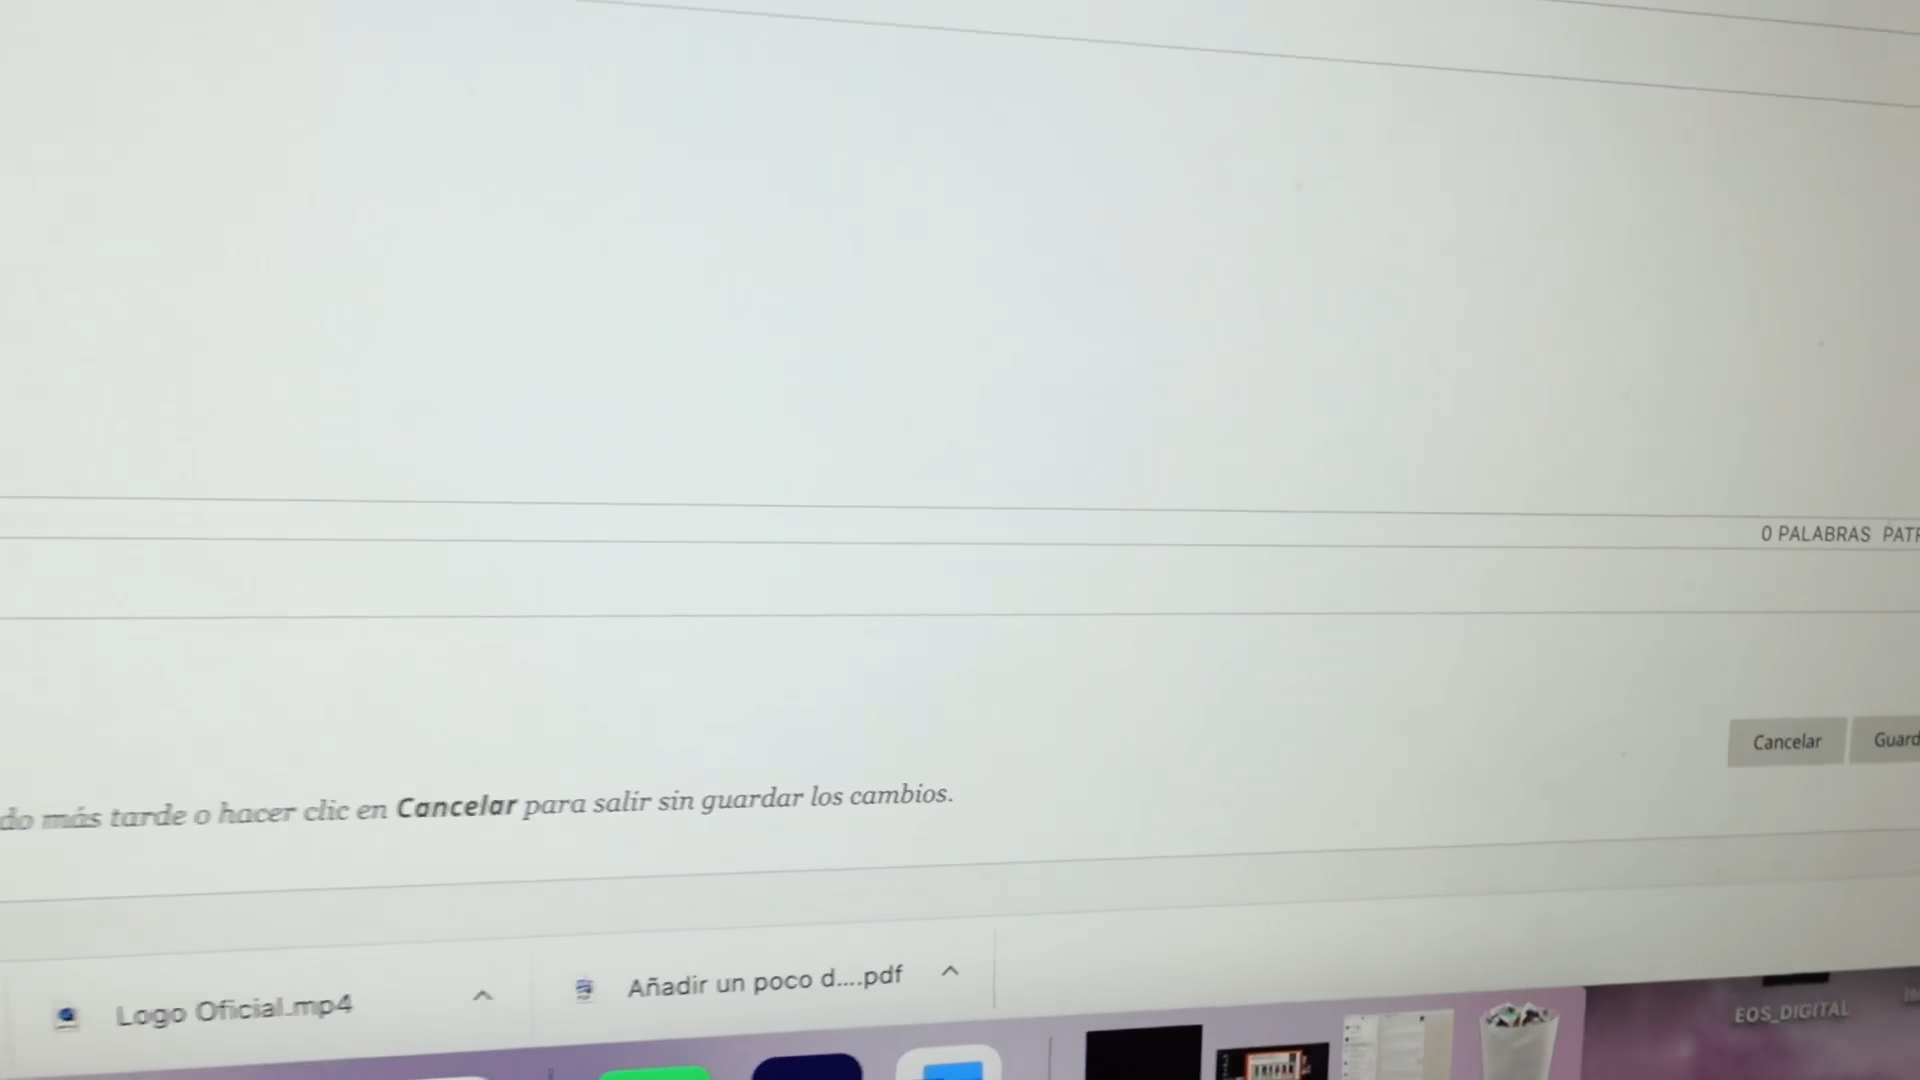 0 PALABRAS
Cancelar
más tarde o hacer clic en Cancelar para salir sin guardar los cambios.
Logo Oficial.mp4
Añadir un poco d....pdf
EOS_DIGITAL